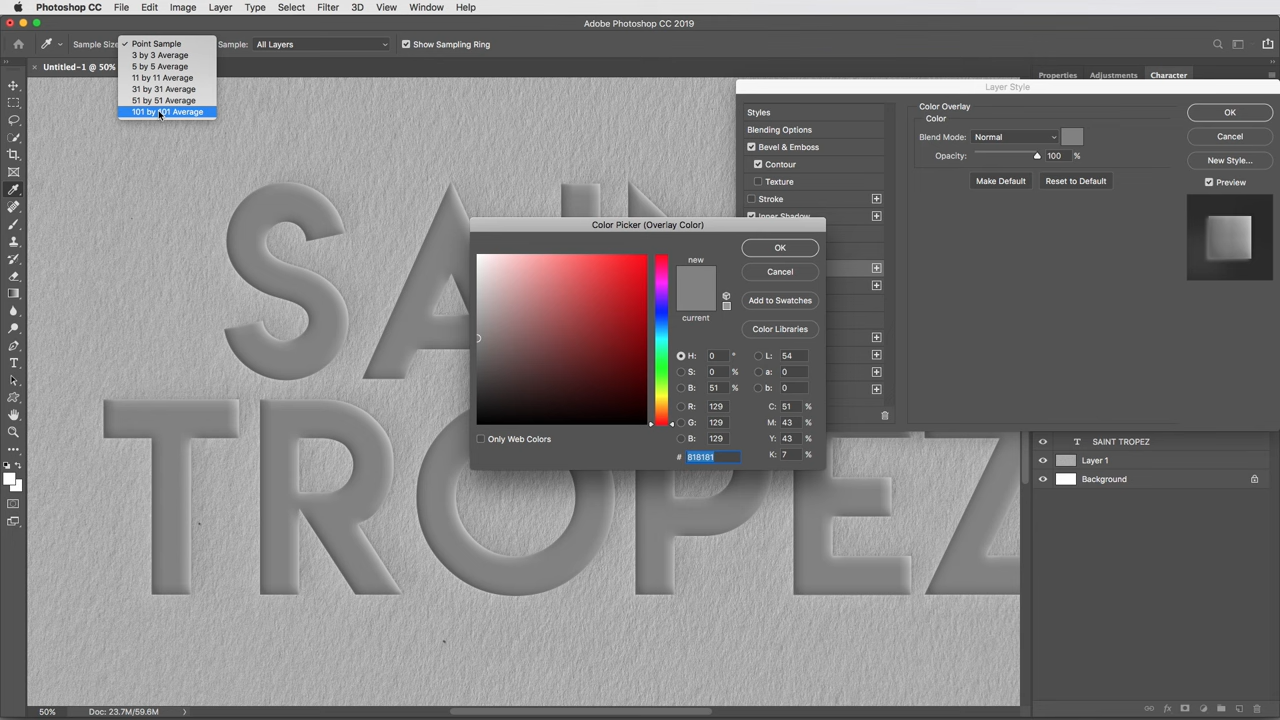 Photoshop CC File Edit Image Layer Type Select Filter 3D View Window Help
Adobe Photoshop CC 2019
Sample Size Point Sample Sample: All Layers Show Sampling Ring
3 by 3 Average
5 by 5 Average
11 by 11 Average
31 by 31 Average
51 by 51 Average
101 by 101 Average
Untitled-1 @ 50%
Properties Adjustments Character
Layer Style
Styles
Blending Options
Bevel & Emboss
Contour
Texture
Stroke
Inner Shadow
Color Overlay
Color
Blend Mode: Normal
Opacity: 100 %
Make Default Reset to Default
OK
Cancel
New Style...
Preview
Color Picker (Overlay Color)
new
current
OK
Cancel
Add to Swatches
Color Libraries
H: 0 ° L: 54
S: 0 % a: 0
B: 51 % b: 0
R: 129 C: 51 %
G: 129 M: 43 %
B: 129 Y: 43 %
# 818181 K: 7 %
Only Web Colors
SAIN
TROPEZ
T SAINT TROPEZ
Layer 1
Background
50% Doc: 23.7M/59.6M
fx